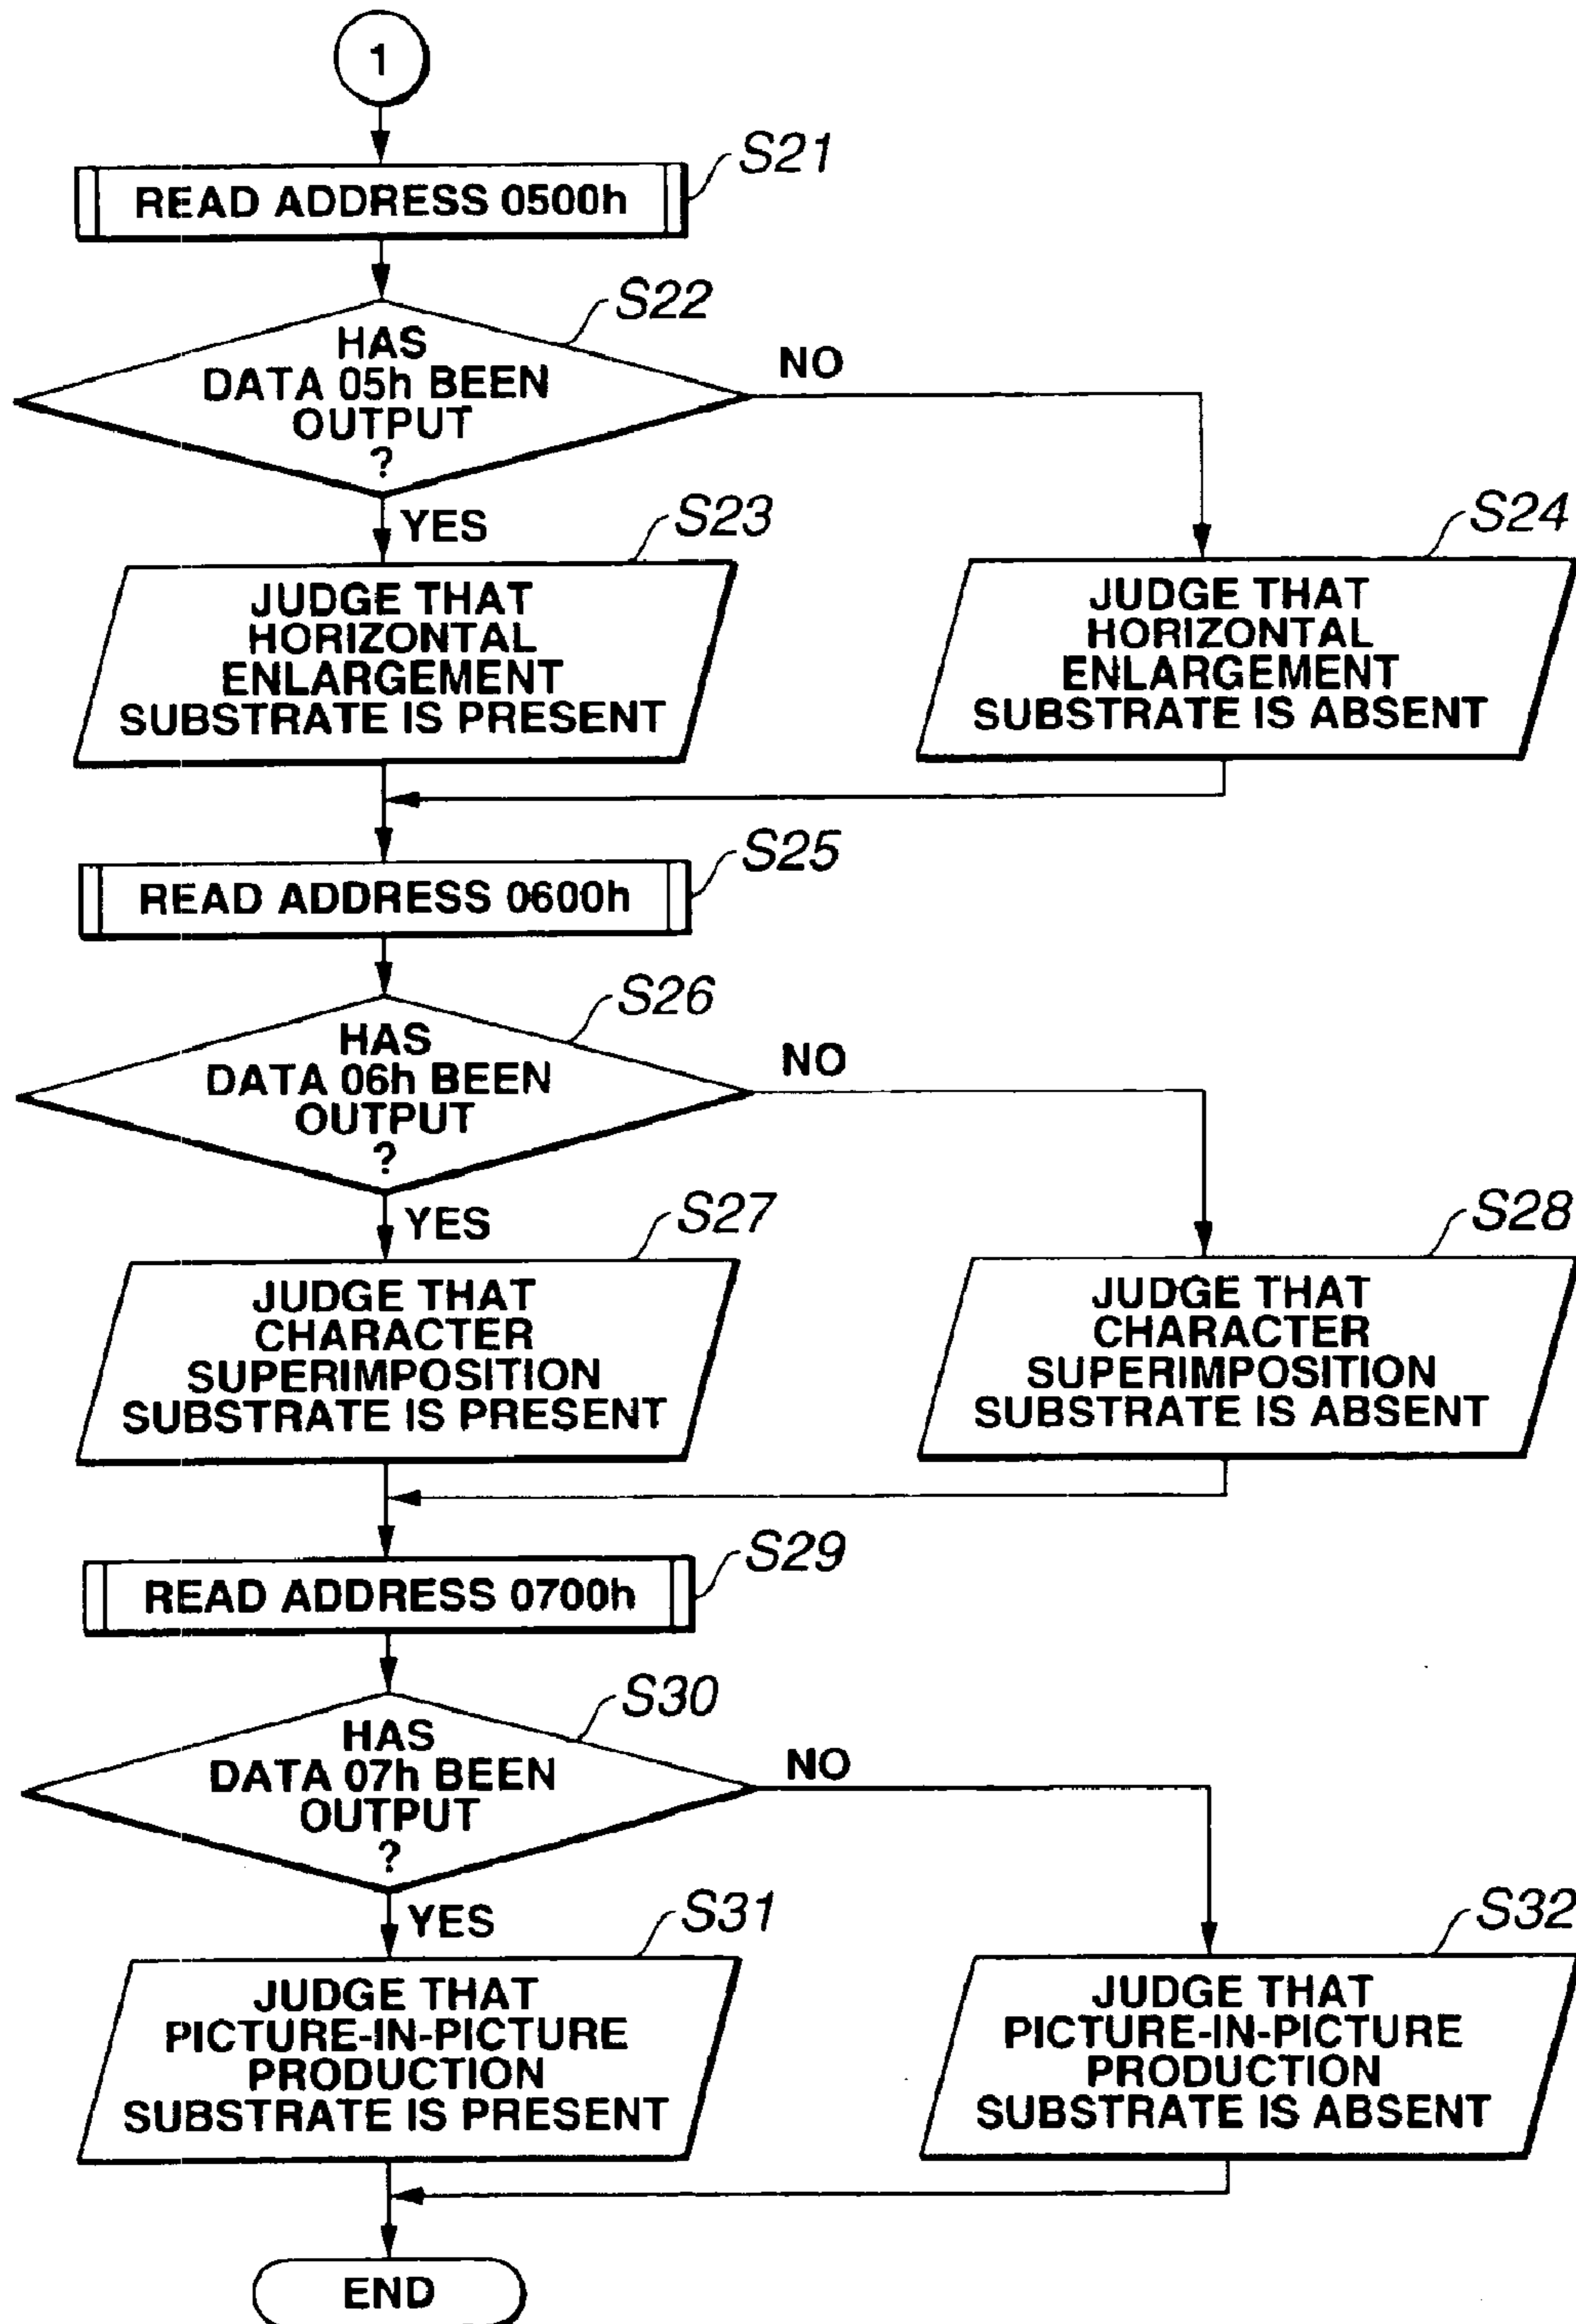 1
S21
READ ADDRESS 0500h
S22
HAS
DATA 05h BEEN
OUTPUT
?
NO
YES
S23
S24
JUDGE THAT
HORIZONTAL
ENLARGEMENT
SUBSTRATE IS PRESENT
JUDGE THAT
HORIZONTAL
ENLARGEMENT
SUBSTRATE IS ABSENT
S25
READ ADDRESS 0600h
S26
HAS
DATA 06h BEEN
OUTPUT
?
NO
YES
S27
S28
JUDGE THAT
CHARACTER
SUPERIMPOSITION
SUBSTRATE IS PRESENT
JUDGE THAT
CHARACTER
SUPERIMPOSITION
SUBSTRATE IS ABSENT
S29
READ ADDRESS 0700h
S30
HAS
DATA 07h BEEN
OUTPUT
?
NO
YES
S31
S32
JUDGE THAT
PICTURE-IN-PICTURE
PRODUCTION
SUBSTRATE IS PRESENT
JUDGE THAT
PICTURE-IN-PICTURE
PRODUCTION
SUBSTRATE IS ABSENT
END